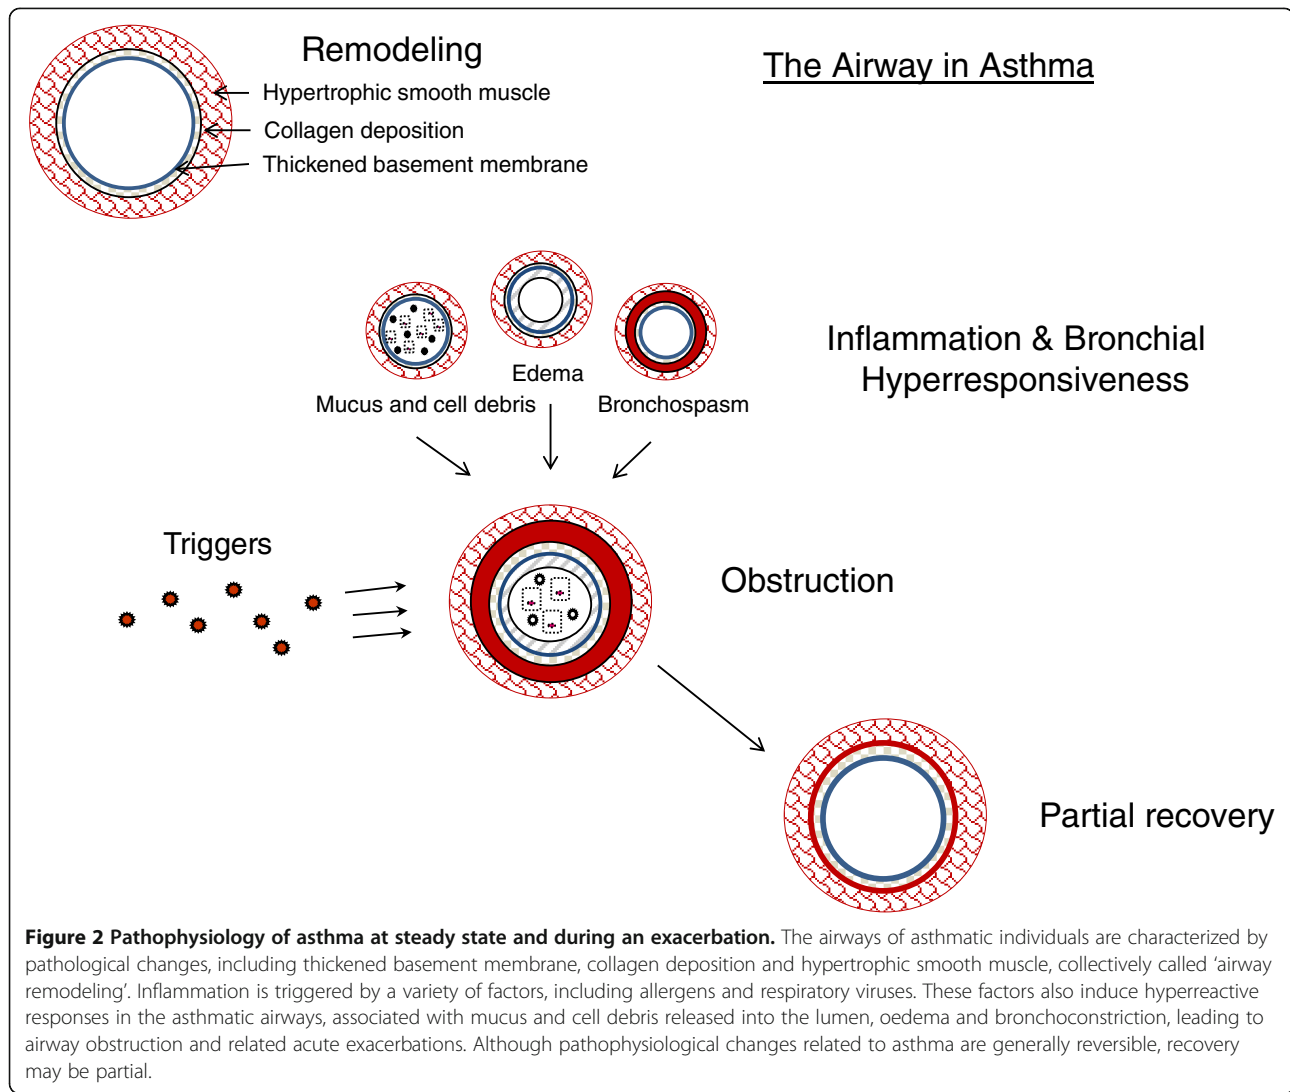 Remodeling
The Airway in Asthma
Hypertrophic smooth muscle
Collagen deposition
Thickened basement membrane
Edema
Mucus and cell debris
Bronchospasm
Inflammation & Bronchial
Hyperresponsiveness
Triggers
Obstruction
Partial recovery
Figure 2 Pathophysiology of asthma at steady state and during an exacerbation. The airways of asthmatic individuals are characterized by
pathological changes, including thickened basement membrane, collagen deposition and hypertrophic smooth muscle, collectively called ‘airway
remodeling’. Inflammation is triggered by a variety of factors, including allergens and respiratory viruses. These factors also induce hyperreactive
responses in the asthmatic airways, associated with mucus and cell debris released into the lumen, oedema and bronchoconstriction, leading to
airway obstruction and related acute exacerbations. Although pathophysiological changes related to asthma are generally reversible, recovery
may be partial.